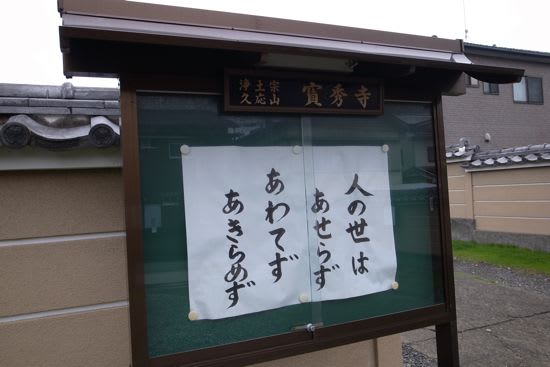 浄土宗
久応山
寳秀寺
人の世は
あせらず
あわてず
あきらめず